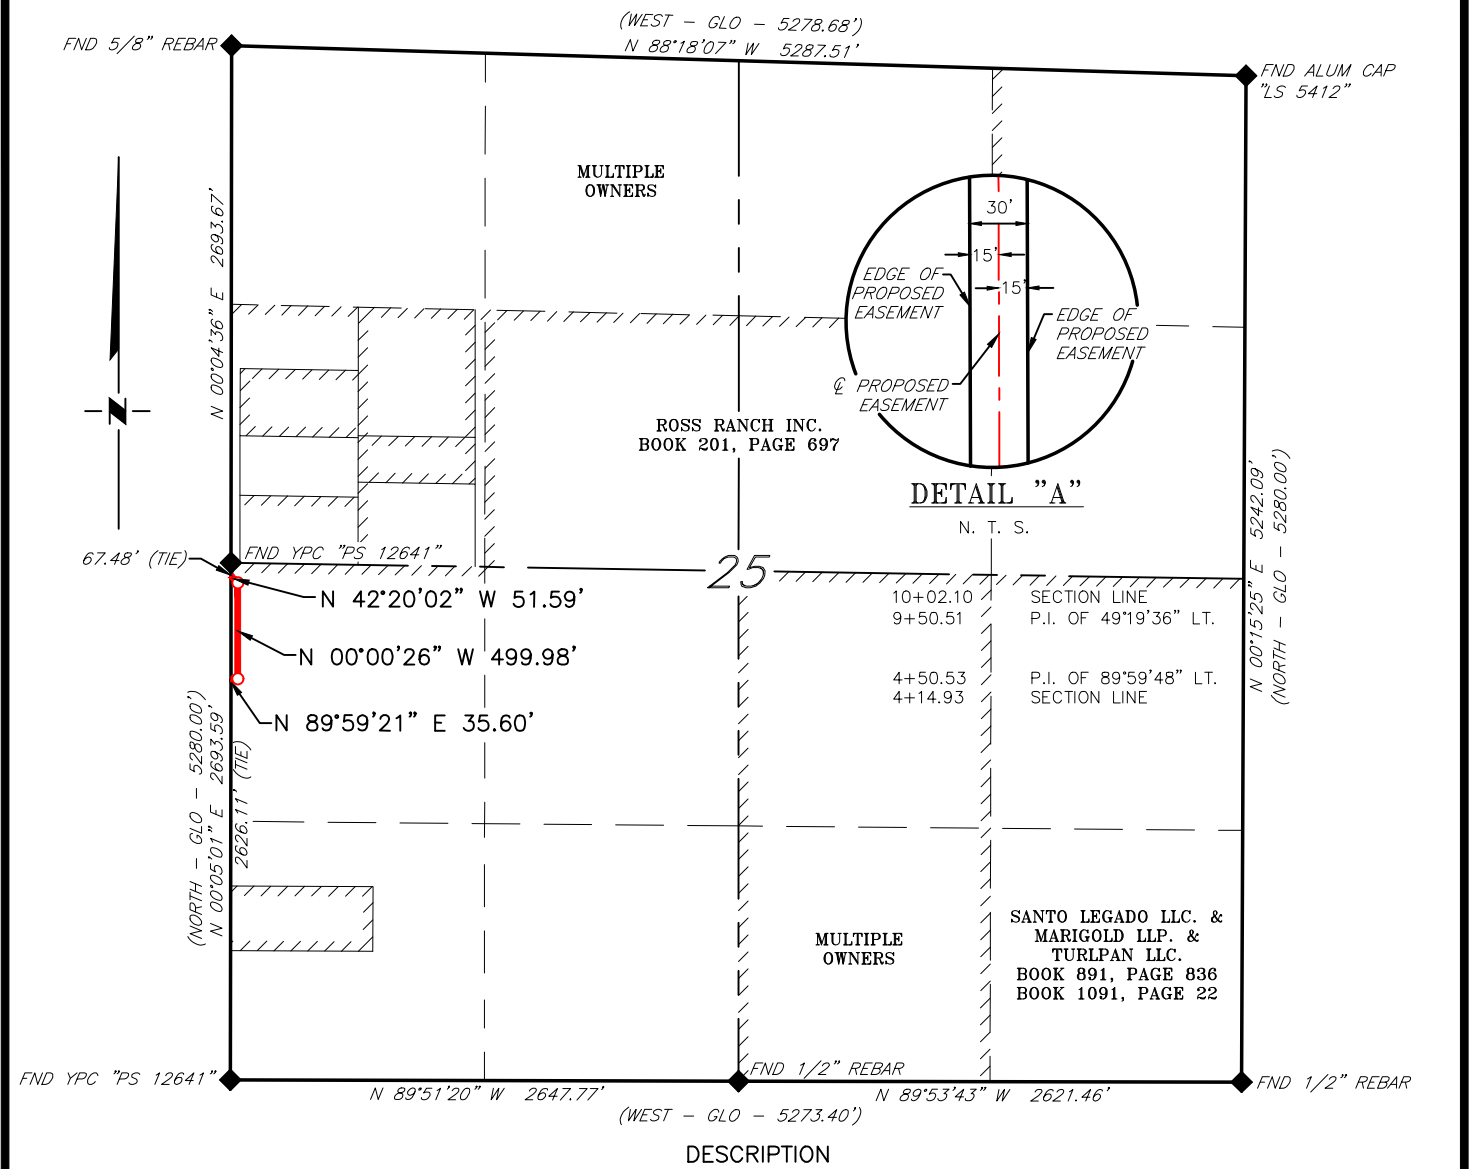 (WEST - GLO - 5278.68')
N 88°18'07" W 5287.51'
FND 5/8" REBAR
FND ALUM CAP
"LS 5412"
N 00°04'36" E 2693.67'
MULTIPLE
OWNERS
30'
15'
15'
EDGE OF
PROPOSED
EASEMENT
EDGE OF
PROPOSED
EASEMENT
℄ PROPOSED
EASEMENT
ROSS RANCH INC.
BOOK 201, PAGE 697
DETAIL "A"
N. T. S.
N
N 00°15'25" E 5242.09'
(NORTH - GLO - 5280.00')
67.48' (TIE)
FND YPC "PS 12641"
25
N 42°20'02" W 51.59'
10+02.10 SECTION LINE
9+50.51 P.I. OF 49°19'36" LT.
N 00°00'26" W 499.98'
4+50.53 P.I. OF 89°59'48" LT.
4+14.93 SECTION LINE
N 89°59'21" E 35.60'
(NORTH - GLO - 5280.00')
N 00°05'01" E 2693.59'
2626.11' (TIE)
MULTIPLE
OWNERS
SANTO LEGADO LLC. &
MARIGOLD LLP. &
TURLPAN LLC.
BOOK 891, PAGE 836
BOOK 1091, PAGE 22
FND YPC "PS 12641"
FND 1/2" REBAR
FND 1/2" REBAR
N 89°51'20" W 2647.77'
N 89°53'43" W 2621.46'
(WEST - GLO - 5273.40')
DESCRIPTION